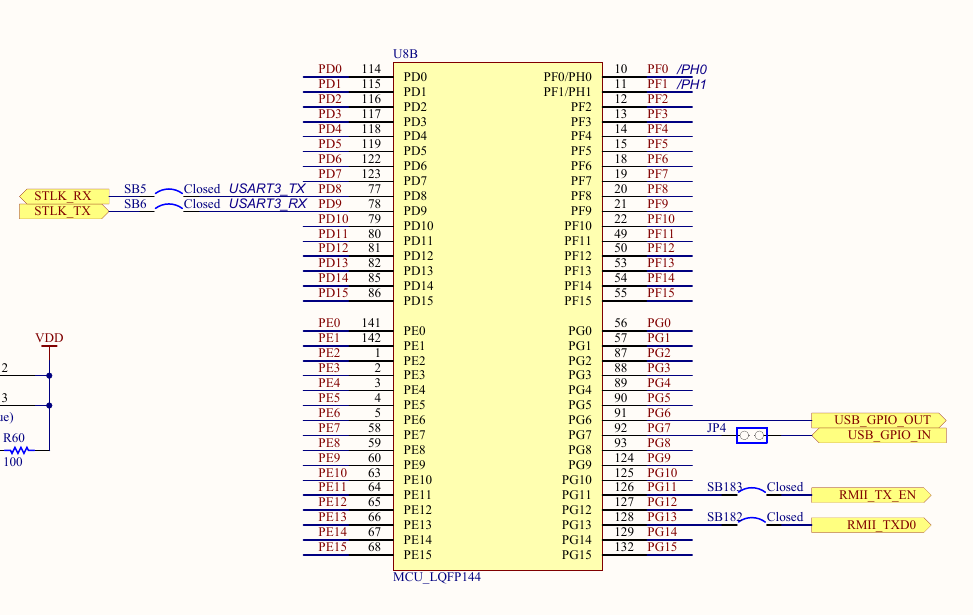 U8B
PD0 114 PD0 PF0/PH0 10 PF0 /PH0
PD1 115 PD1 PF1/PH1 11 PF1 /PH1
PD2 116 PD2 PF2 12 PF2
PD3 117 PD3 PF3 13 PF3
PD4 118 PD4 PF4 14 PF4
PD5 119 PD5 PF5 15 PF5
PD6 122 PD6 PF6 18 PF6
PD7 123 PD7 PF7 19 PF7
STLK_RX SB5 Closed USART3_TX PD8 77 PD8 PF8 20 PF8
STLK_TX SB6 Closed USART3_RX PD9 78 PD9 PF9 21 PF9
PD10 79 PD10 PF10 22 PF10
PD11 80 PD11 PF11 49 PF11
PD12 81 PD12 PF12 50 PF12
PD13 82 PD13 PF13 53 PF13
PD14 85 PD14 PF14 54 PF14
PD15 86 PD15 PF15 55 PF15
PE0 141 PE0 PG0 56 PG0
VDD PE1 142 PE1 PG1 57 PG1
PE2 1 PE2 PG2 87 PG2
2 PE3 2 PE3 PG3 88 PG3
PE4 3 PE4 PG4 89 PG4
3 PE5 4 PE5 PG5 90 PG5
ue) PE6 5 PE6 PG6 91 PG6 USB_GPIO_OUT
PE7 58 PE7 PG7 92 PG7 JP4 USB_GPIO_IN
R60 PE8 59 PE8 PG8 93 PG8
100 PE9 60 PE9 PG9 124 PG9
PE10 63 PE10 PG10 125 PG10
PE11 64 PE11 PG11 126 PG11 SB183 Closed RMII_TX_EN
PE12 65 PE12 PG12 127 PG12
PE13 66 PE13 PG13 128 PG13 SB182 Closed RMII_TXD0
PE14 67 PE14 PG14 129 PG14
PE15 68 PE15 PG15 132 PG15
MCU_LQFP144